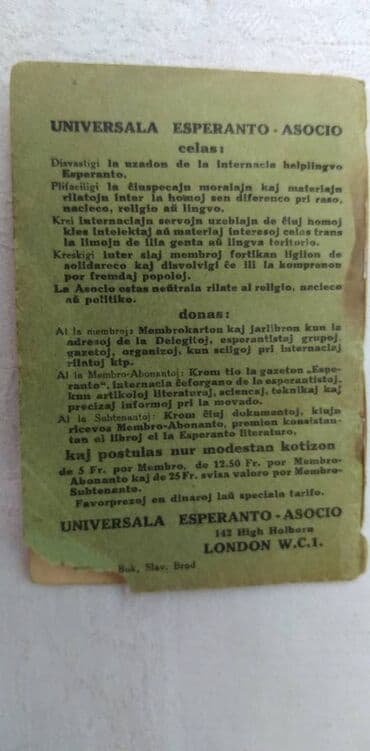 UNIVERSALA ESPERANTO-ASOCIO
celas:
Disvastigi la uzadon de la internacia helplingvo
Esperanto.
Plifaciligi la ĉiuspecajn moralajn kaj materiajn
rilatojn inter la homoj sen diferenco pri raso,
nacieco, religio aŭ lingvo.
Krei internaciajn servojn uzeblajn de ĉiuj homoj
kies intelektaj aŭ materiaj interesoj celas trans
la limojn de ilia genta aŭ lingva teritorio.
Kreskigi inter siaj membroj fortikan ligilon de
solidareco kaj disvolvigi ĉe ili la komprenon
por fremdaj popoloj.
La Asocio estas neŭtrala rilate al religio, nacieco
aŭ politiko.
donas:
Al la membroj: Membrokarton kaj jarlibron kun la
adresoj de la Delegitoj, esperantistaj grupoj,
gazetoj, organizoj, kun sciigoj pri internaciaj
rilatoj ktp.
Al la Membro-Abonantoj: Krom tio la gazeton „Espe-
ranto“, internacia ĉeforgano de la esperantistoj,
kun artikoloj literaturaj, sciencaj, teknikaj kaj
precizaj informoj pri la movado.
Al la Subtenantoj: Krom ĉiuj dokumentoj, kiujn
ricevos Membro-Abonanto, premion konsistan-
tan el libroj el la Esperanto literaturo,
kaj postulas nur modestan kotizon
de 5 Fr. por Membro, de 12.50 Fr. por Membro-
Abonanto kaj de 25 Fr. svisa valoro por Membro-
Subtenanto.
Favorprezoj en dinaroj laŭ speciala tarifo.
UNIVERSALA ESPERANTO-ASOCIO
142 High Holborn
LONDON W.C.1.
Buk, Slav. Brod